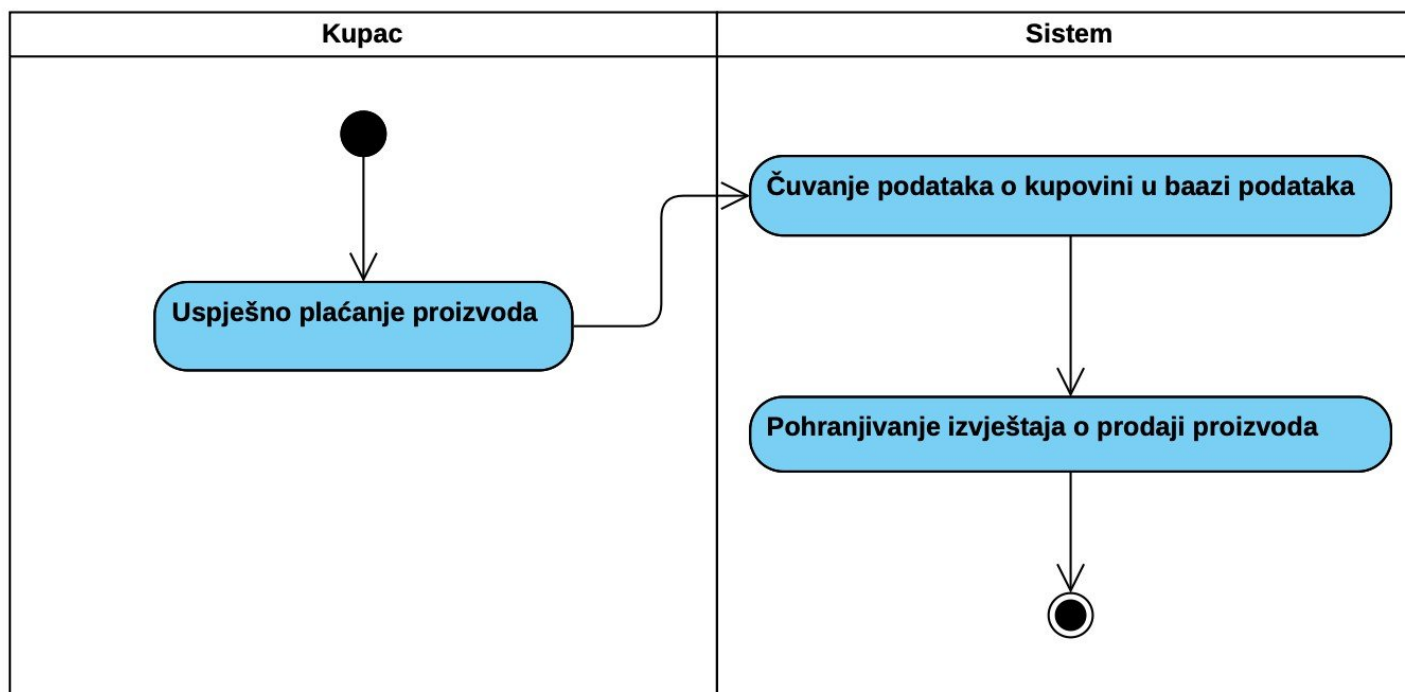 Kupac
Sistem
Čuvanje podataka o kupovini u baazi podataka
Uspješno plaćanje proizvoda
Pohranjivanje izvještaja o prodaji proizvoda